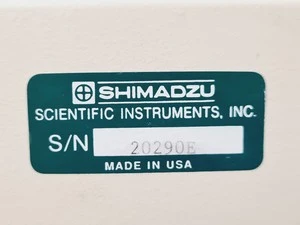 SHIMADZU
SCIENTIFIC INSTRUMENTS, INC.
S/N 20290E
MADE IN USA